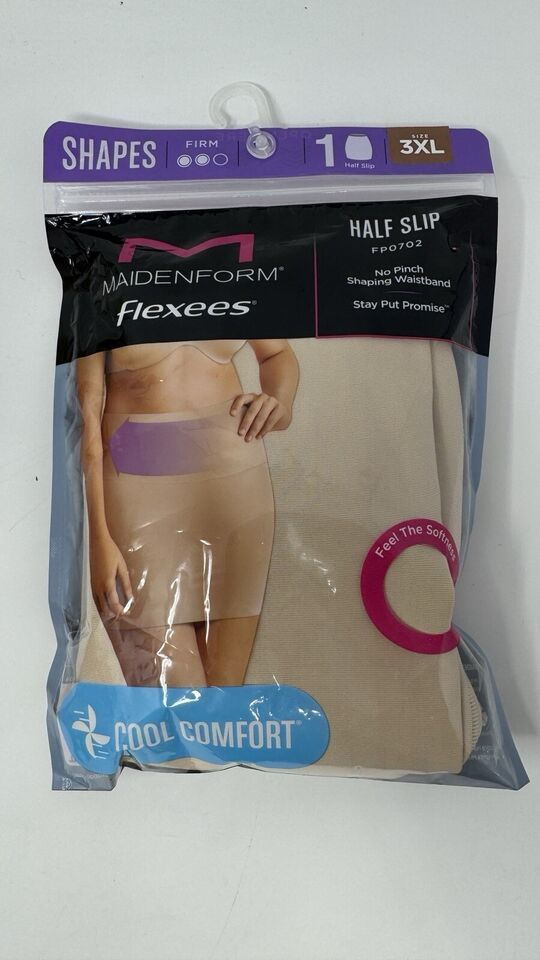 SHAPES
FIRM
1
Half Slip
SIZE
3XL
MAIDENFORM®
flexees®
HALF SLIP
FP0702
No Pinch
Shaping Waistband
Stay Put Promise™
Feel The Softness
COOL COMFORT®